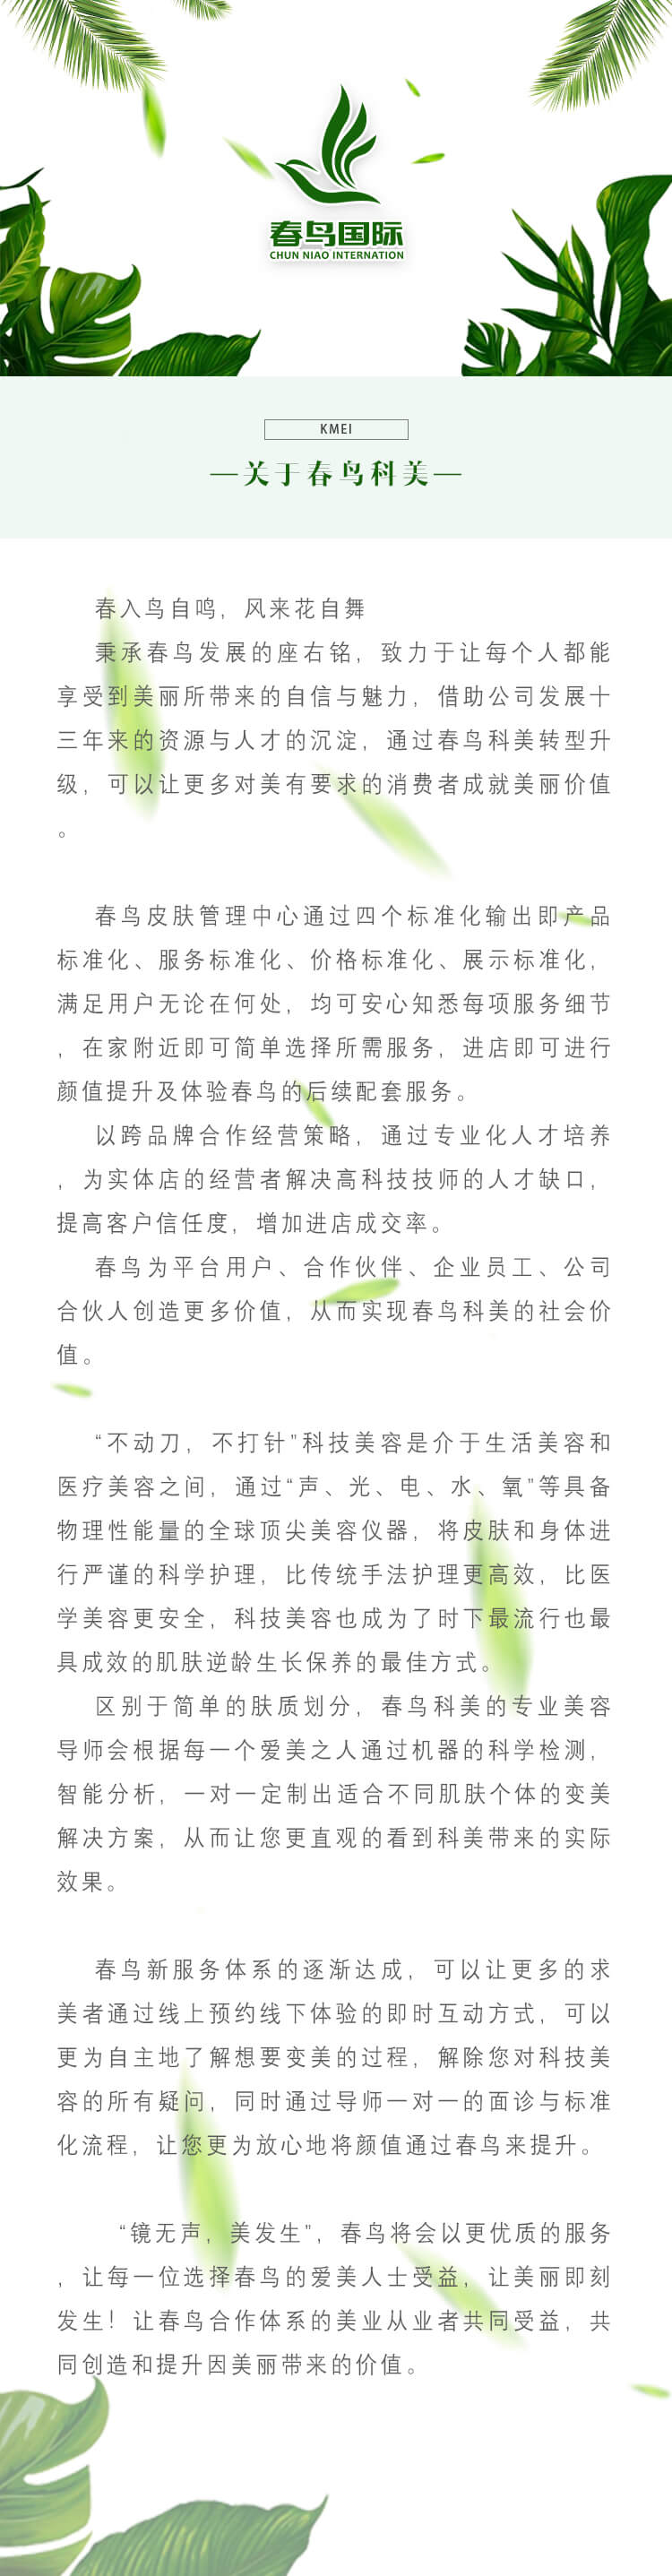 春鸟国际
CHUN NIAO INTERNATION
KMEI
—关于春鸟科美—
春入鸟自鸣，风来花自舞
秉承春鸟发展的座右铭，致力于让每个人都能
享受到美丽所带来的自信与魅力，借助公司发展十
三年来的资源与人才的沉淀，通过春鸟科美转型升
级，可以让更多对美有要求的消费者成就美丽价值
。
春鸟皮肤管理中心通过四个标准化输出即产品
标准化、服务标准化、价格标准化、展示标准化，
满足用户无论在何处，均可安心知悉每项服务细节
，在家附近即可简单选择所需服务，进店即可进行
颜值提升及体验春鸟的后续配套服务。
以跨品牌合作经营策略，通过专业化人才培养
，为实体店的经营者解决高科技技师的人才缺口，
提高客户信任度，增加进店成交率。
春鸟为平台用户、合作伙伴、企业员工、公司
合伙人创造更多价值，从而实现春鸟科美的社会价
值。
“不动刀，不打针”科技美容是介于生活美容和
医疗美容之间，通过“声、光、电、水、氧”等具备
物理性能量的全球顶尖美容仪器，将皮肤和身体进
行严谨的科学护理，比传统手法护理更高效，比医
学美容更安全，科技美容也成为了时下最流行也最
具成效的肌肤逆龄生长保养的最佳方式。
区别于简单的肤质划分，春鸟科美的专业美容
导师会根据每一个爱美之人通过机器的科学检测，
智能分析，一对一定制出适合不同肌肤个体的变美
解决方案，从而让您更直观的看到科美带来的实际
效果。
春鸟新服务体系的逐渐达成，可以让更多的求
美者通过线上预约线下体验的即时互动方式，可以
更为自主地了解想要变美的过程，解除您对科技美
容的所有疑问，同时通过导师一对一的面诊与标准
化流程，让您更为放心地将颜值通过春鸟来提升。
“镜无声，美发生”，春鸟将会以更优质的服务
，让每一位选择春鸟的爱美人士受益，让美丽即刻
发生！让春鸟合作体系的美业从业者共同受益，共
同创造和提升因美丽带来的价值。